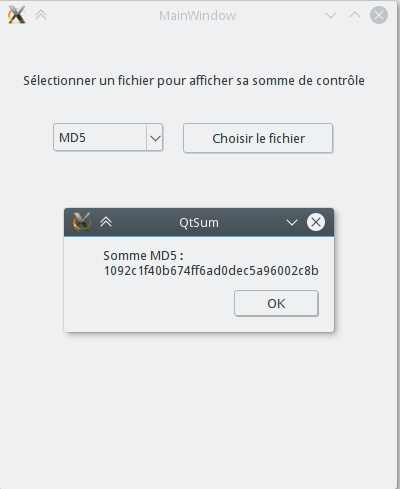 MainWindow
Sélectionner un fichier pour afficher sa somme de contrôle
MD5
Choisir le fichier
QtSum
Somme MD5 :
1092c1f40b674ff6ad0dec5a96002c8b
OK